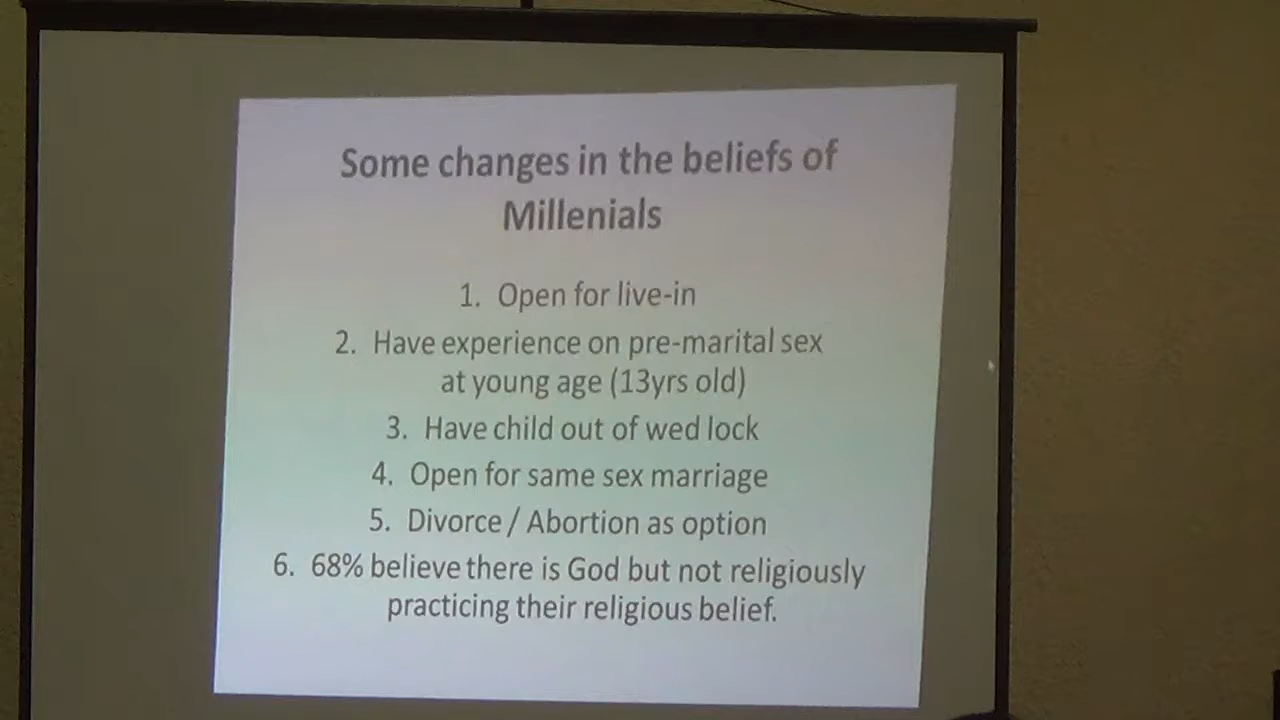 Some changes in the beliefs of
Millenials
1. Open for live-in
2. Have experience on pre-marital sex
at young age (13yrs old)
3. Have child out of wed lock
4. Open for same sex marriage
5. Divorce / Abortion as option
6. 68% believe there is God but not religiously
practicing their religious belief.